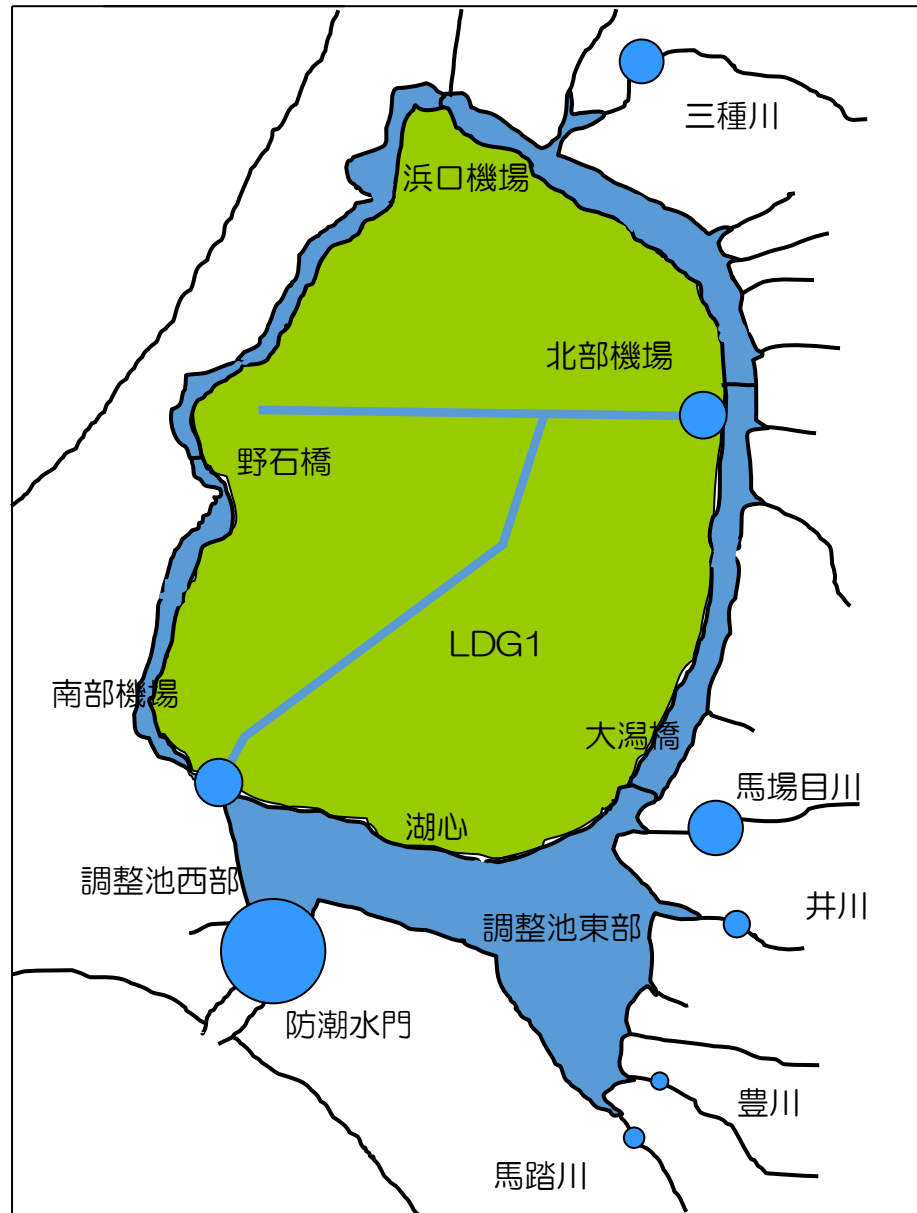 三種川
浜口機場
北部機場
野石橋
LDG1
南部機場
大潟橋
馬場目川
湖心
調整池西部
井川
調整池東部
防潮水門
豊川
馬踏川